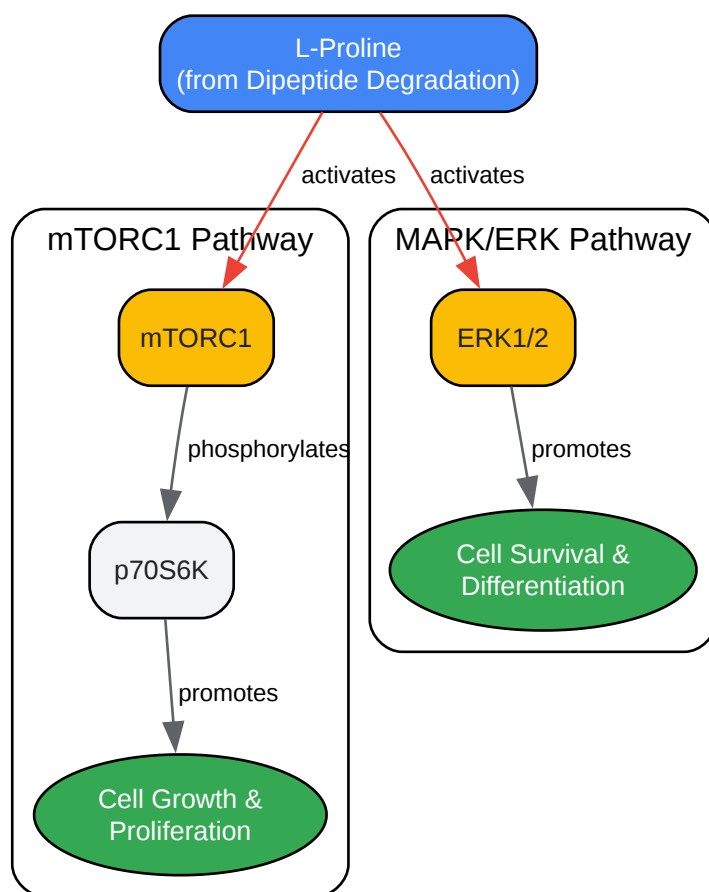 L-Proline
(from Dipeptide Degradation)
activates
activates
mTORC1 Pathway
MAPK/ERK Pathway
mTORC1
ERK1/2
phosphorylates
promotes
p70S6K
Cell Survival &
Differentiation
promotes
Cell Growth &
Proliferation